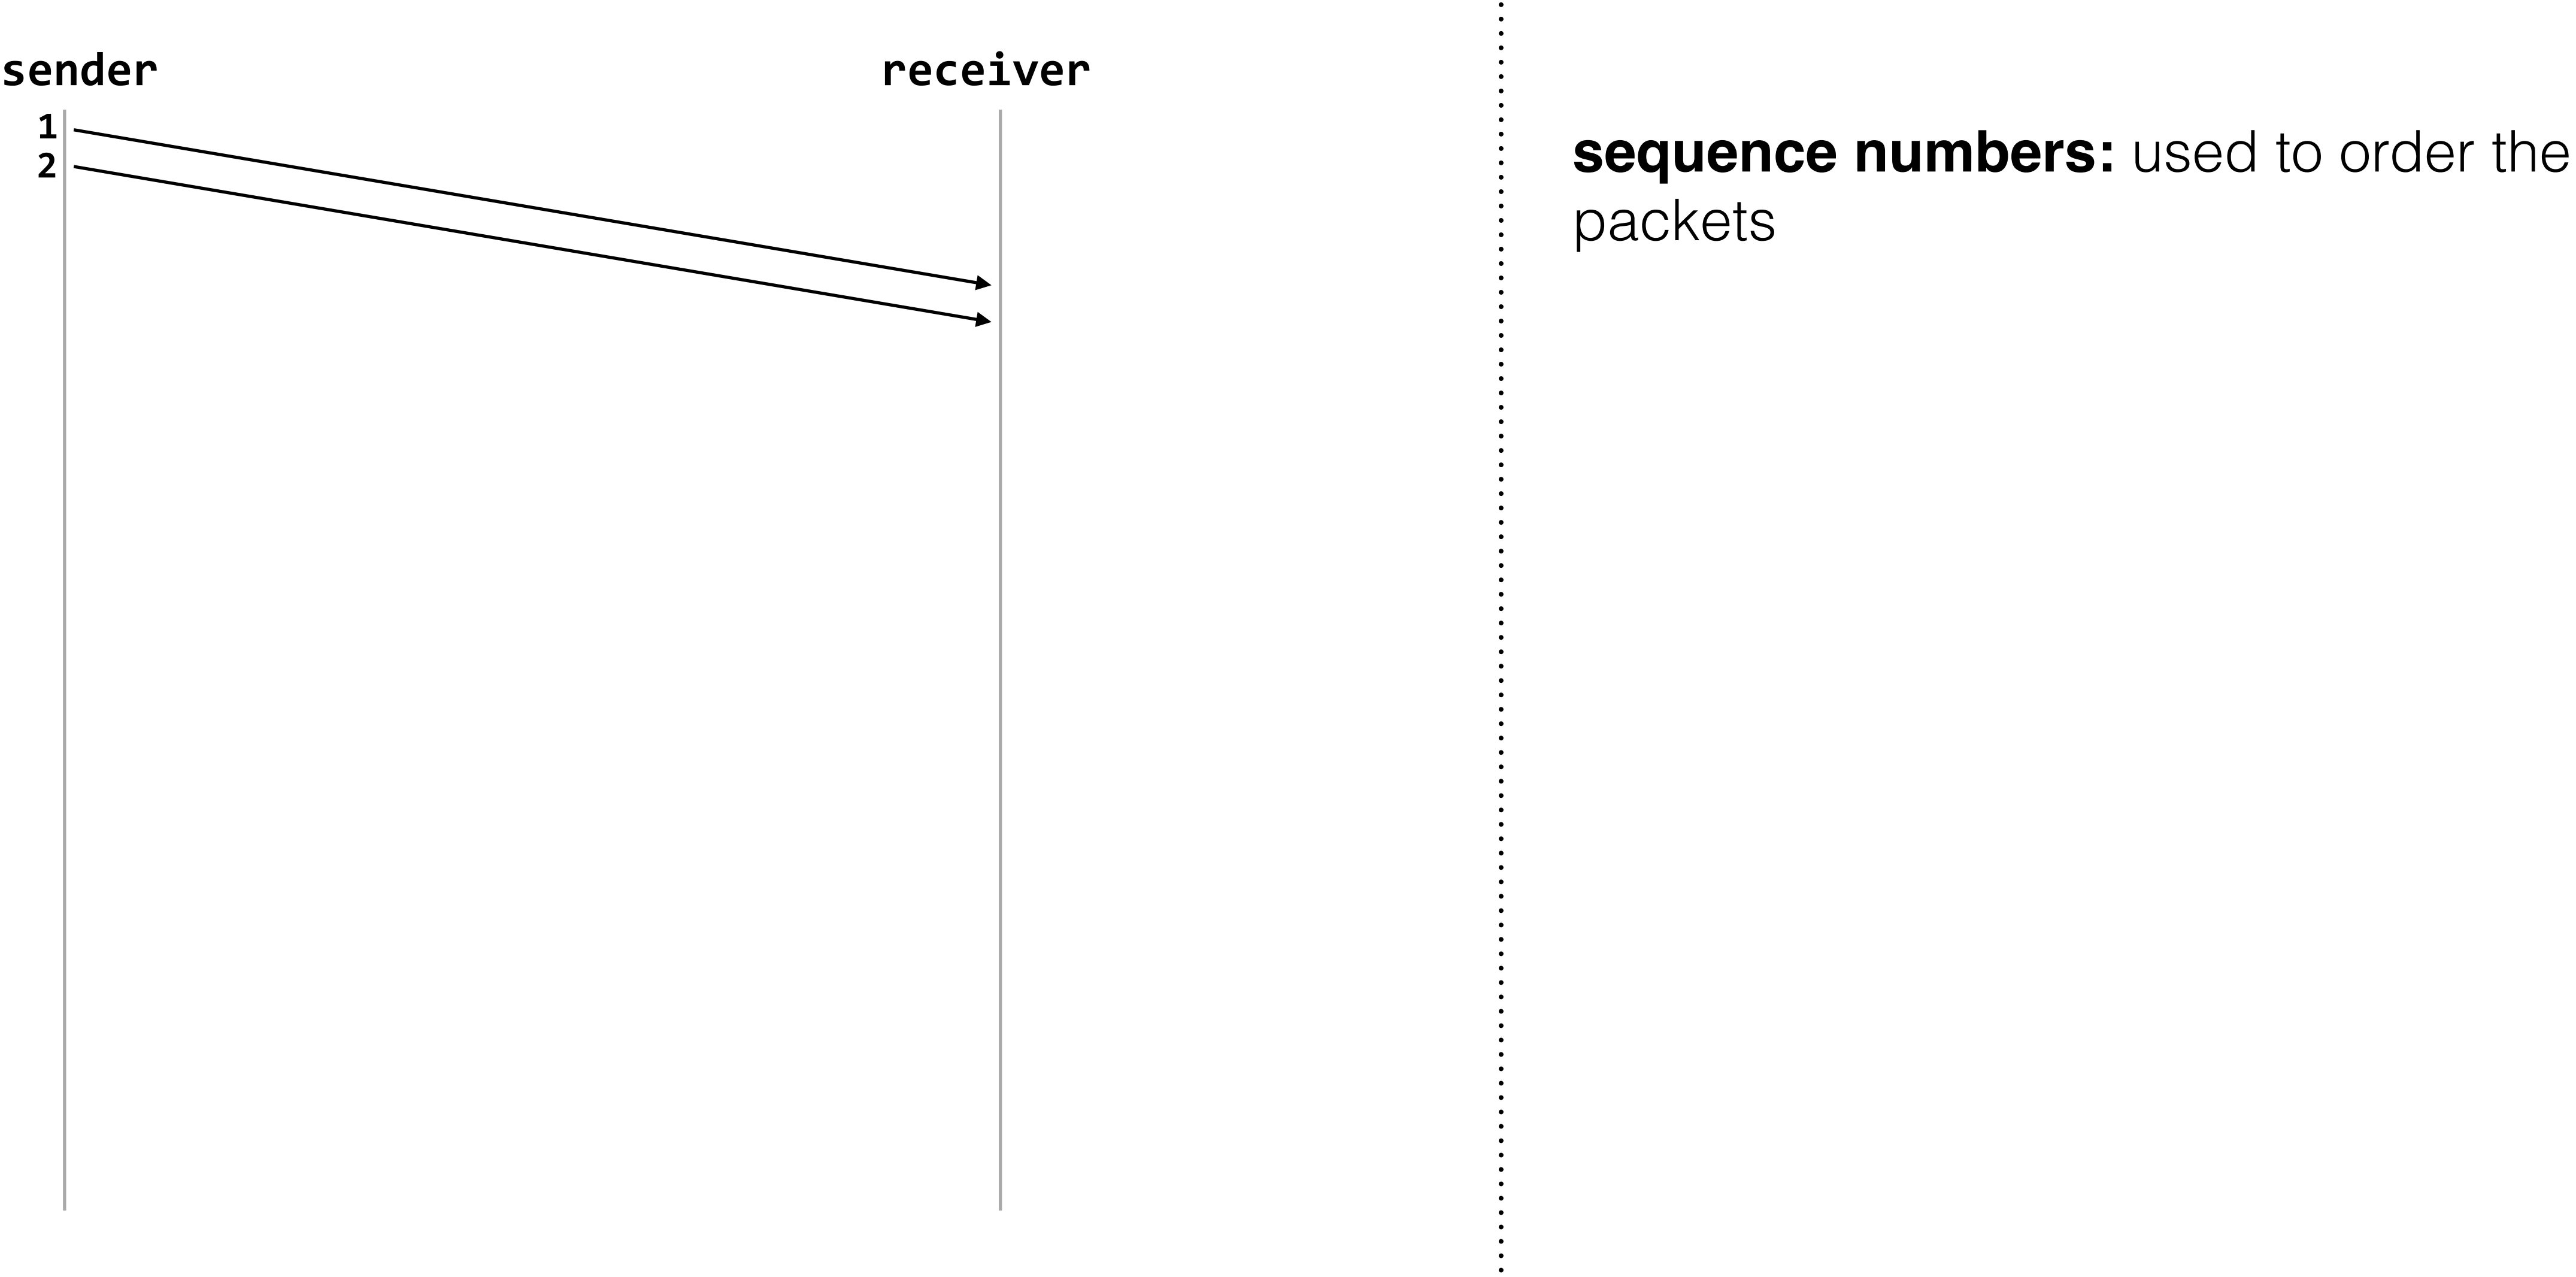 sender receiver
1
2
sequence numbers: used to order the
packets